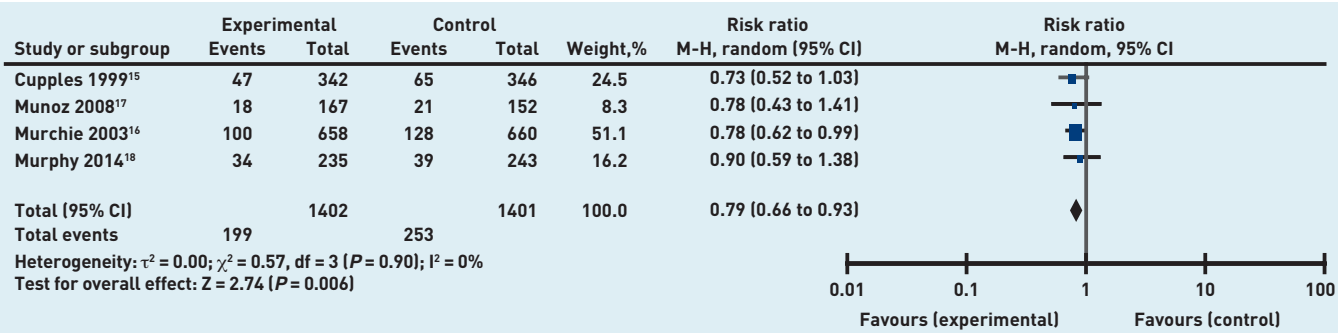 Experimental Control Risk ratio Risk ratio
Study or subgroup Events Total Events Total Weight,% M-H, random (95% CI) M-H, random, 95% CI
Cupples 1999¹⁵ 47 342 65 346 24.5 0.73 (0.52 to 1.03)
Munoz 2008¹⁷ 18 167 21 152 8.3 0.78 (0.43 to 1.41)
Murchie 2003¹⁶ 100 658 128 660 51.1 0.78 (0.62 to 0.99)
Murphy 2014¹⁸ 34 235 39 243 16.2 0.90 (0.59 to 1.38)
Total (95% CI) 1402 1401 100.0 0.79 (0.66 to 0.93)
Total events 199 253
Heterogeneity: τ² = 0.00; χ² = 0.57, df = 3 (P = 0.90); I² = 0%
Test for overall effect: Z = 2.74 (P = 0.006)
0.01 0.1 1 10 100
Favours (experimental) Favours (control)